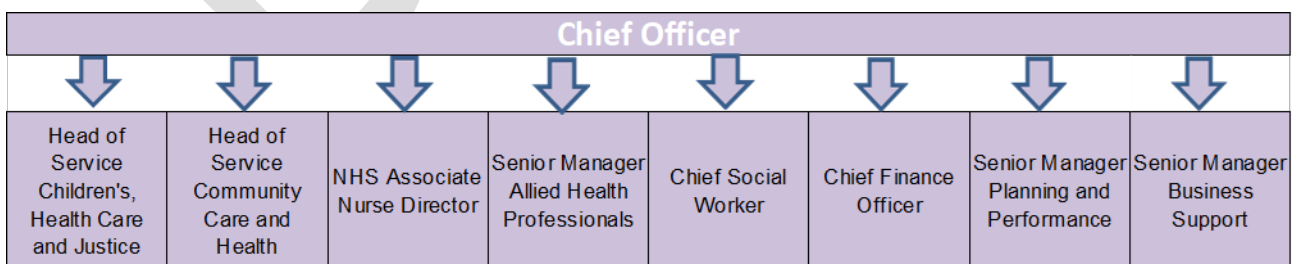 Chief Officer
Head of
Service
Children's,
Health Care
and Justice
Head of
Service
Community
Care and
Health
NHS Associate
Nurse Director
Senior Manager
Allied Health
Professionals
Chief Social
Worker
Chief Finance
Officer
Senior Manager
Planning and
Performance
Senior Manager
Business
Support